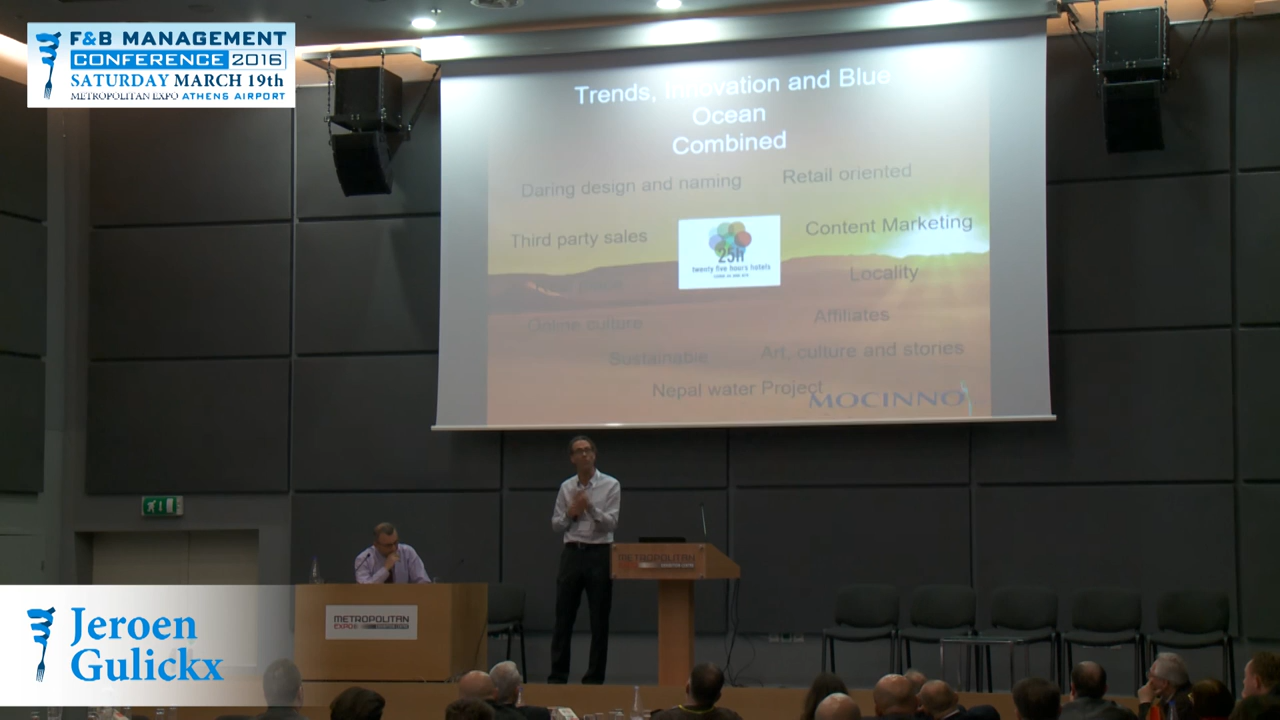 F&B MANAGEMENT
CONFERENCE 2016
SATURDAY MARCH 19th
METROPOLITAN EXPO ATHENS AIRPORT
Trends, Innovation and Blue
Ocean
Combined
Daring design and naming
Retail oriented
Third party sales
Content Marketing
25h
twenty five hours hotels
Locality
Online culture
Affiliates
Sustainable
Art, culture and stories
Nepal water Project
MOCINNO
METROPOLITAN
METROPOLITAN
EXPO
Jeroen
Gulickx